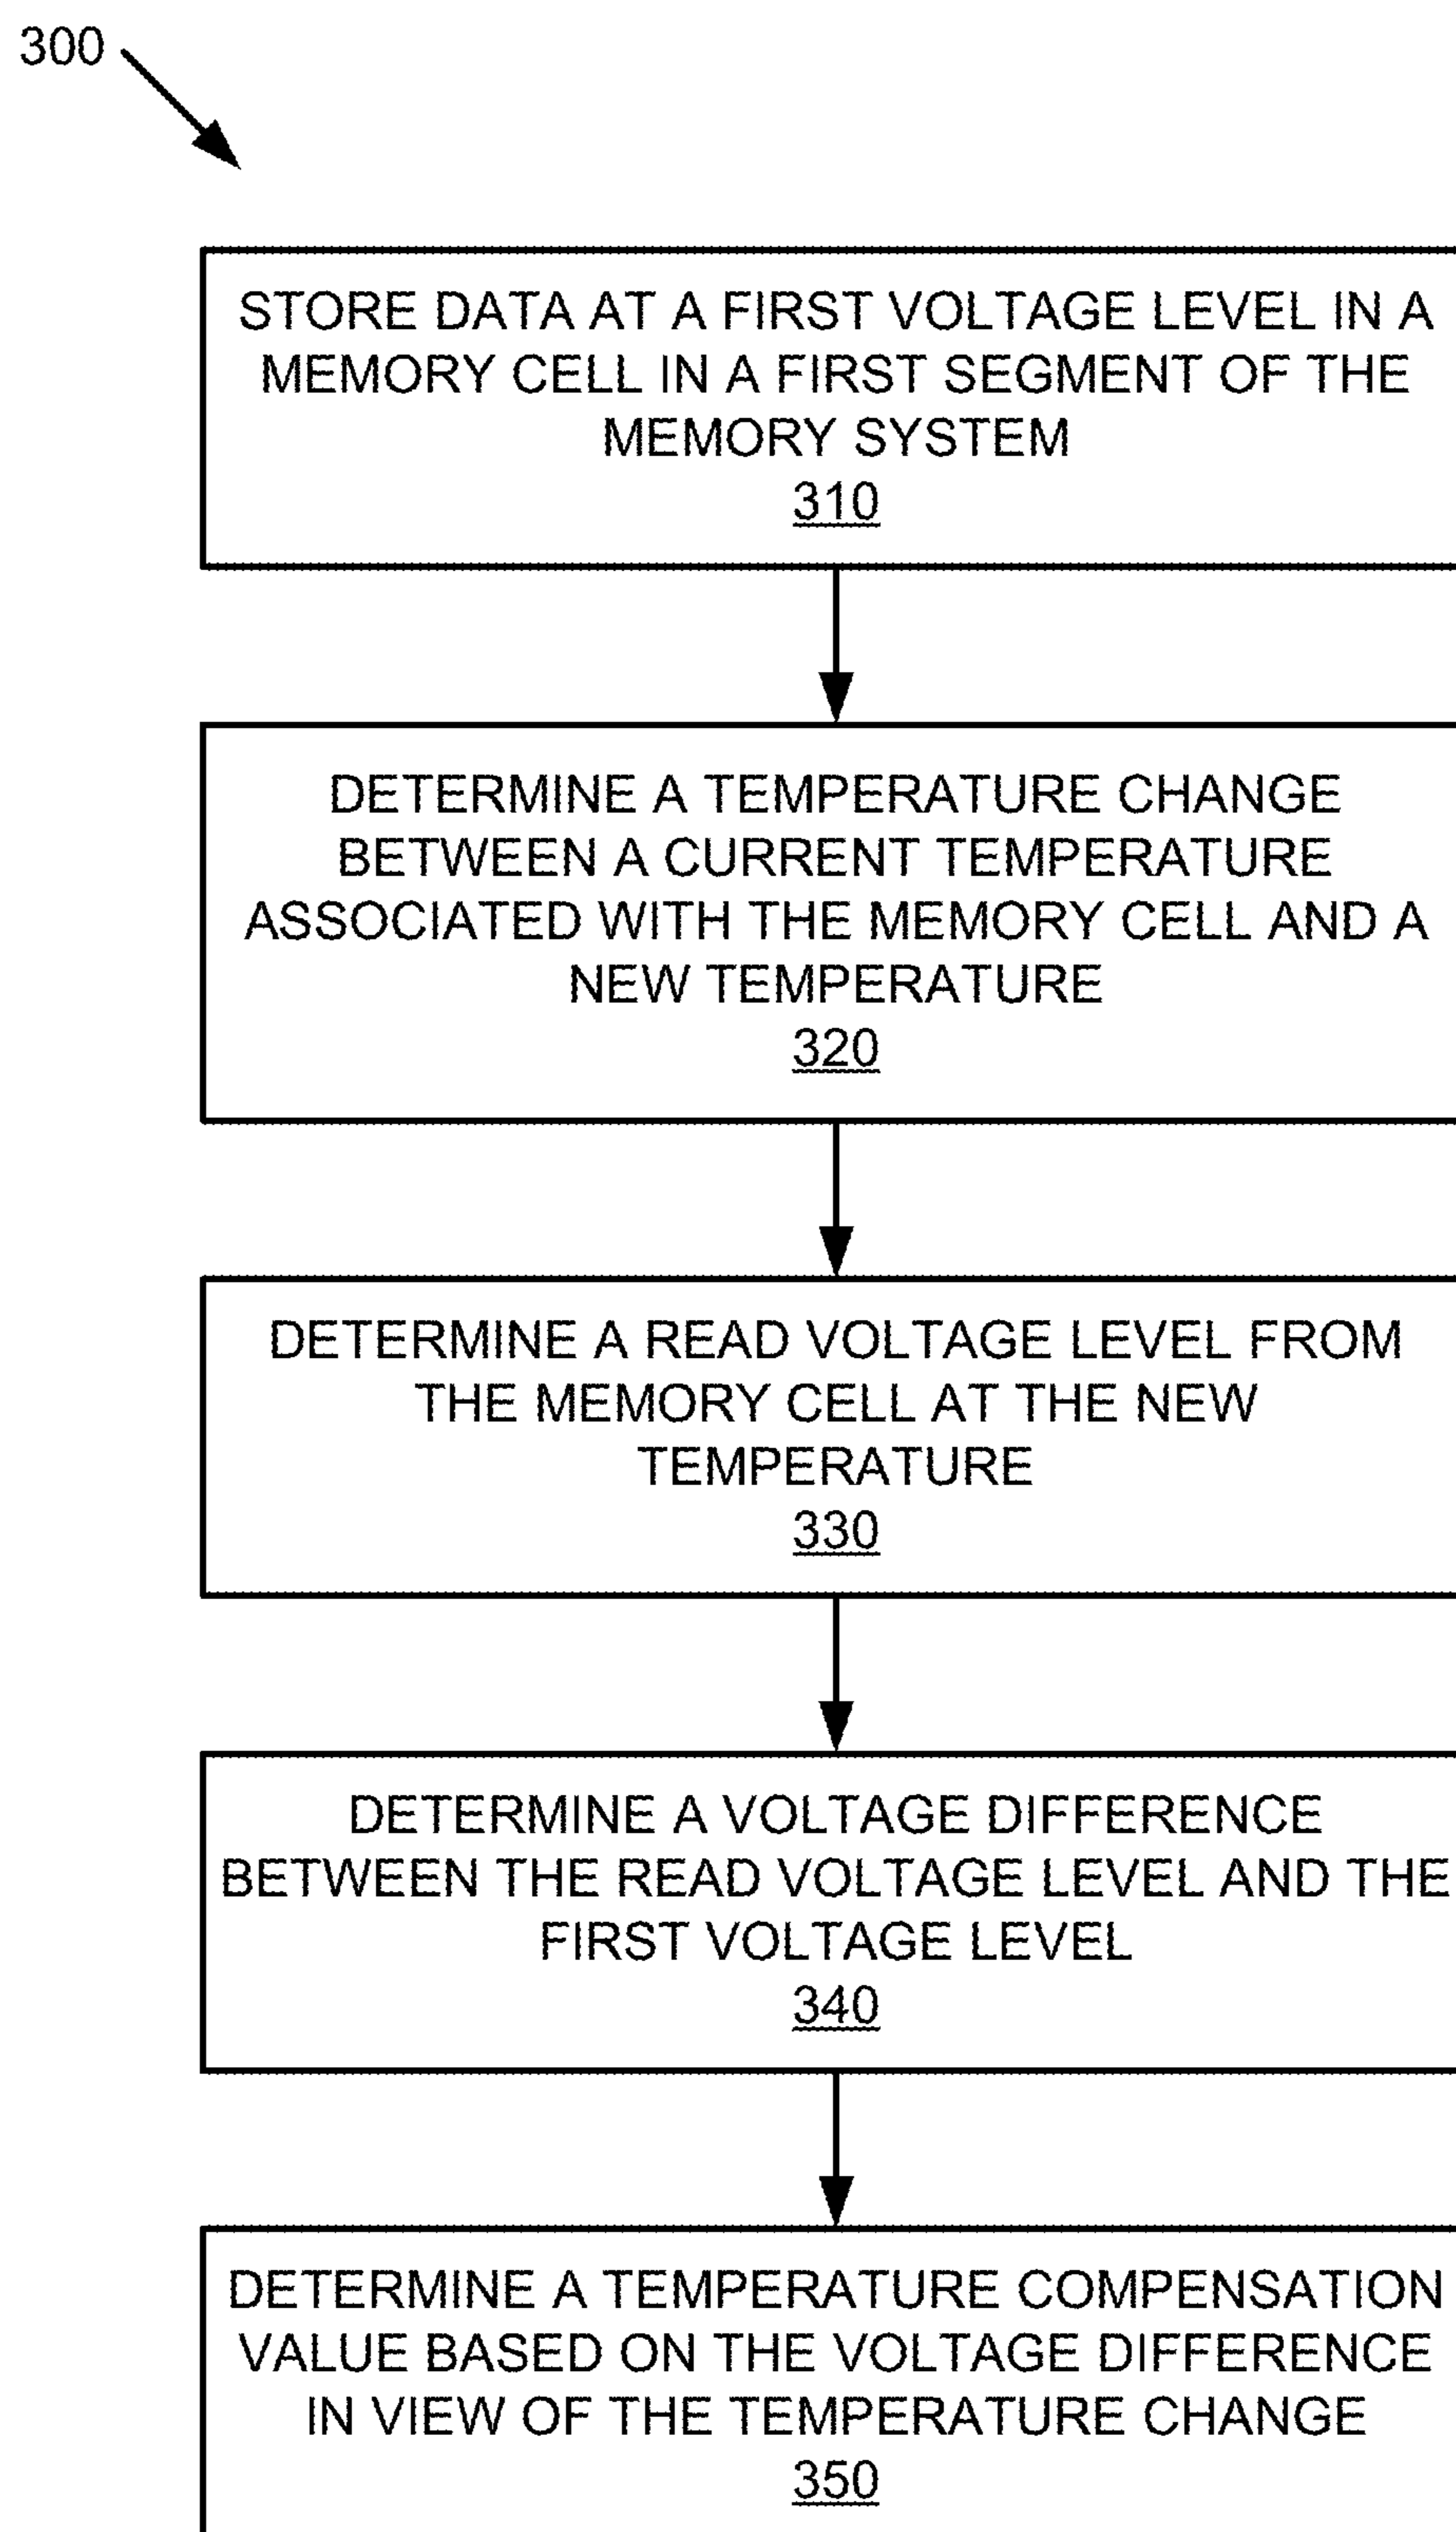 300
STORE DATA AT A FIRST VOLTAGE LEVEL IN A
MEMORY CELL IN A FIRST SEGMENT OF THE
MEMORY SYSTEM
310
DETERMINE A TEMPERATURE CHANGE
BETWEEN A CURRENT TEMPERATURE
ASSOCIATED WITH THE MEMORY CELL AND A
NEW TEMPERATURE
320
DETERMINE A READ VOLTAGE LEVEL FROM
THE MEMORY CELL AT THE NEW
TEMPERATURE
330
DETERMINE A VOLTAGE DIFFERENCE
BETWEEN THE READ VOLTAGE LEVEL AND THE
FIRST VOLTAGE LEVEL
340
DETERMINE A TEMPERATURE COMPENSATION
VALUE BASED ON THE VOLTAGE DIFFERENCE
IN VIEW OF THE TEMPERATURE CHANGE
350